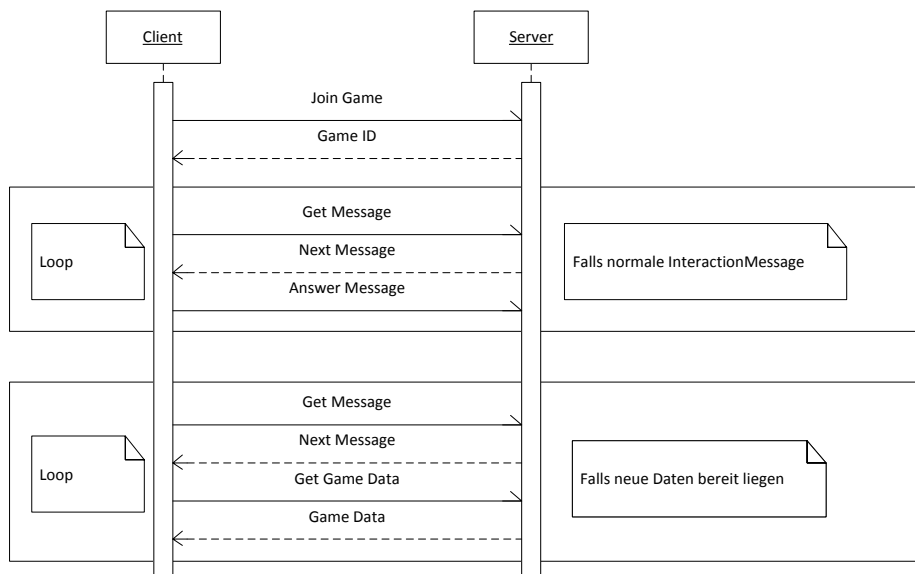 Client
Server
Join Game
Game ID
Get Message
Loop
Next Message
Falls normale InteractionMessage
Answer Message
Get Message
Next Message
Loop
Get Game Data
Falls neue Daten bereit liegen
Game Data